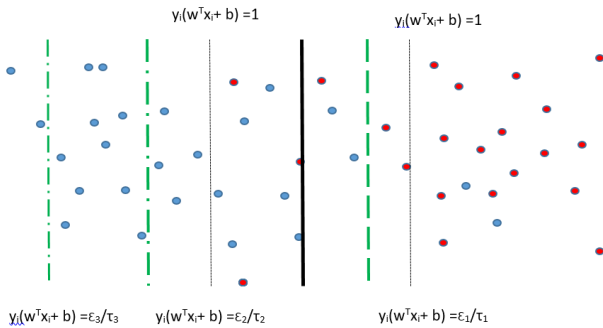 yᵢ(wᵀxᵢ+ b) =1
yᵢ(wᵀxᵢ+ b) =1
yᵢ(wᵀxᵢ+ b) =ε₃/τ₃
yᵢ(wᵀxᵢ+ b) =ε₂/τ₂
yᵢ(wᵀxᵢ+ b) =ε₁/τ₁